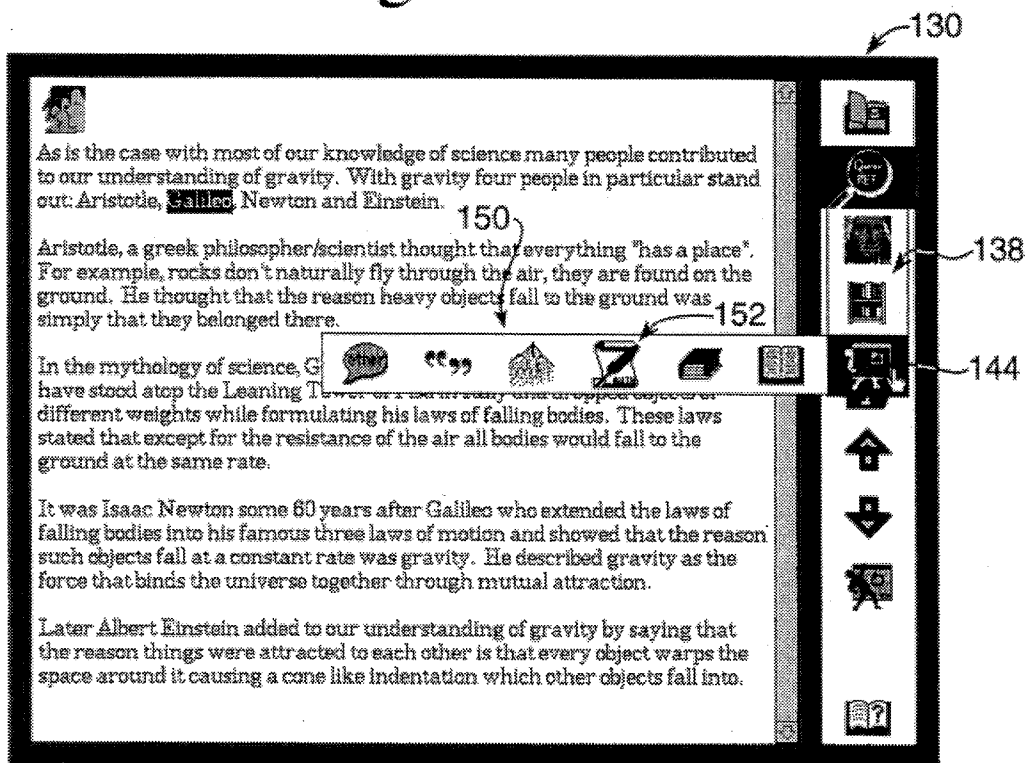 130
As is the case with most of our knowledge of science many people contributed
to our understanding of gravity. With gravity four people in particular stand
out: Aristotle, Galileo, Newton and Einstein.
150
Aristotle, a greek philosopher/scientist thought that everything "has a place".
138
For example, rocks don't naturally fly through the air, they are found on the
ground. He thought that the reason heavy objects fall to the ground was
simply that they belonged there.
152
In the mythology of science, G
144
have stood atop the Leaning
different weights while formulating his laws of falling bodies. These laws
stated that except for the resistance of the air all bodies would fall to the
ground at the same rate.
It was Isaac Newton some 60 years after Galileo who extended the laws of
falling bodies into his famous three laws of motion and showed that the reason
such objects fall at a constant rate was gravity. He described gravity as the
force that binds the universe together through mutual attraction.
Later Albert Einstein added to our understanding of gravity by saying that
the reason things were attracted to each other is that every object warps the
space around it causing a cone like indentation which other objects fall into.
?